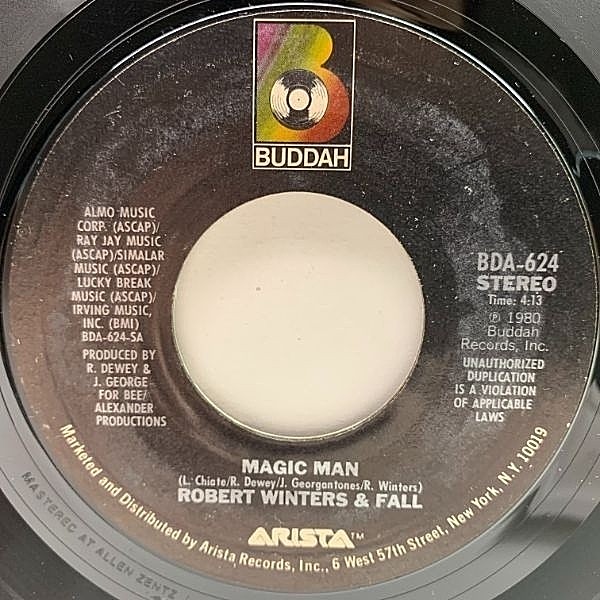 BUDDAH
ALMO MUSIC
CORP. (ASCAP)/
RAY JAY MUSIC
(ASCAP)/SIMALAR
MUSIC (ASCAP)/
LUCKY BREAK
MUSIC (ASCAP)/
IRVING MUSIC,
INC. (BMI)
BDA-624-SA
PRODUCED BY
R. DEWEY &
J. GEORGE
FOR BEE/
ALEXANDER
PRODUCTIONS
BDA-624
STEREO
Time: 4:13
℗ 1980
Buddah
Records, Inc.
UNAUTHORIZED
DUPLICATION
IS A VIOLATION
OF APPLICABLE
LAWS
MAGIC MAN
(L. Chiate/R. Dewey/J. Georgantones/R. Winters)
ROBERT WINTERS & FALL
ARISTA™
Marketed and Distributed by Arista Records, Inc., 6 West 57th Street, New York, N.Y. 10019
MASTERED AT ALLEN ZENTZ